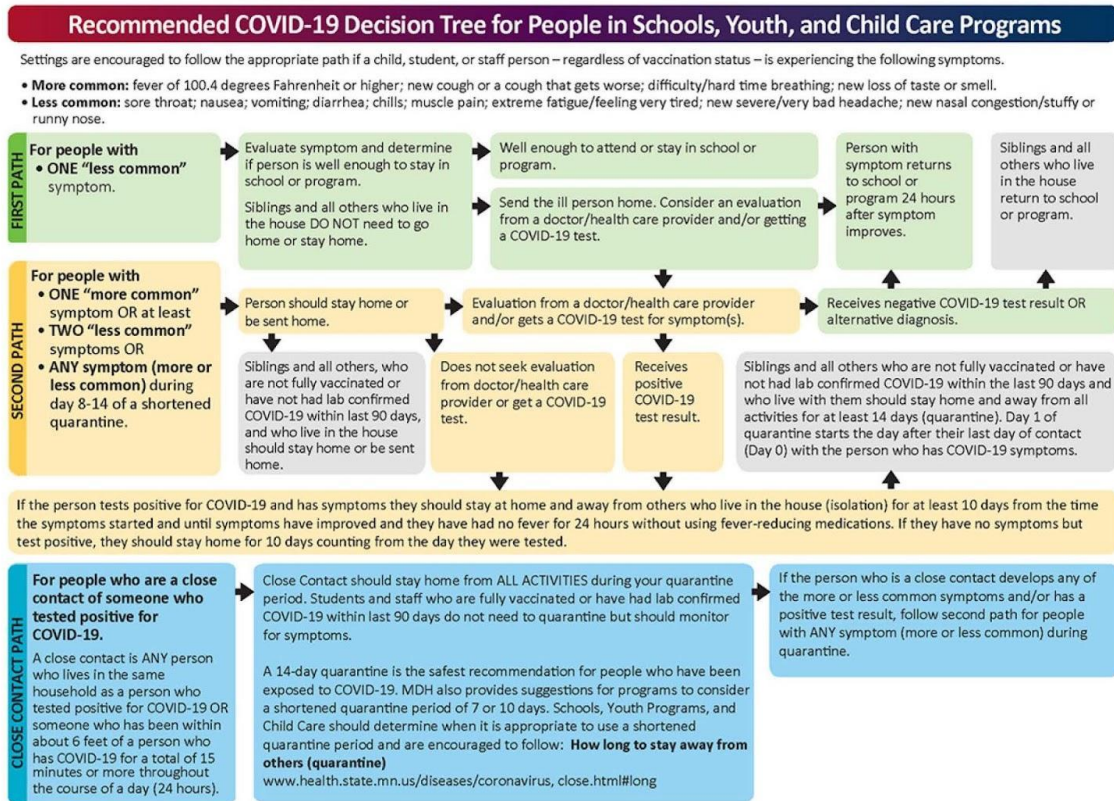 Recommended COVID-19 Decision Tree for People in Schools, Youth, and Child Care Programs
Settings are encouraged to follow the appropriate path if a child, student, or staff person – regardless of vaccination status – is experiencing the following symptoms.
• More common: fever of 100.4 degrees Fahrenheit or higher; new cough or a cough that gets worse; difficulty/hard time breathing; new loss of taste or smell.
• Less common: sore throat; nausea; vomiting; diarrhea; chills; muscle pain; extreme fatigue/feeling very tired; new severe/very bad headache; new nasal congestion/stuffy or
runny nose.
FIRST PATH
For people with
• ONE "less common"
symptom.
Evaluate symptom and determine
if person is well enough to stay in
school or program.
Siblings and all others who live in
the house DO NOT need to go
home or stay home.
Well enough to attend or stay in school or
program.
Send the ill person home. Consider an evaluation
from a doctor/health care provider and/or getting
a COVID-19 test.
Person with
symptom returns
to school or
program 24 hours
after symptom
improves.
Siblings and all
others who live
in the house
return to school
or program.
SECOND PATH
For people with
• ONE "more common"
symptom OR at least
• TWO "less common"
symptoms OR
• ANY symptom (more or
less common) during
day 8-14 of a shortened
quarantine.
Person should stay home or
be sent home.
Evaluation from a doctor/health care provider
and/or gets a COVID-19 test for symptom(s).
Receives negative COVID-19 test result OR
alternative diagnosis.
Siblings and all others, who
are not fully vaccinated or
have not had lab confirmed
COVID-19 within last 90 days,
and who live in the house
should stay home or be sent
home.
Does not seek evaluation
from doctor/health care
provider or get a COVID-19
test.
Receives
positive
COVID-19
test result.
Siblings and all others who are not fully vaccinated or have
not had lab confirmed COVID-19 within the last 90 days and
who live with them should stay home and away from all
activities for at least 14 days (quarantine). Day 1 of
quarantine starts the day after their last day of contact
(Day 0) with the person who has COVID-19 symptoms.
If the person tests positive for COVID-19 and has symptoms they should stay at home and away from others who live in the house (isolation) for at least 10 days from the time
the symptoms started and until symptoms have improved and they have had no fever for 24 hours without using fever-reducing medications. If they have no symptoms but
test positive, they should stay home for 10 days counting from the day they were tested.
CLOSE CONTACT PATH
For people who are a close
contact of someone who
tested positive for
COVID-19.
A close contact is ANY person
who lives in the same
household as a person who
tested positive for COVID-19 OR
someone who has been within
about 6 feet of a person who
has COVID-19 for a total of 15
minutes or more throughout
the course of a day (24 hours).
Close Contact should stay home from ALL ACTIVITIES during your quarantine
period. Students and staff who are fully vaccinated or have had lab confirmed
COVID-19 within last 90 days do not need to quarantine but should monitor
for symptoms.
A 14-day quarantine is the safest recommendation for people who have been
exposed to COVID-19. MDH also provides suggestions for programs to consider
a shortened quarantine period of 7 or 10 days. Schools, Youth Programs, and
Child Care should determine when it is appropriate to use a shortened
quarantine period and are encouraged to follow: How long to stay away from
others (quarantine)
www.health.state.mn.us/diseases/coronavirus, close.html#long
If the person who is a close contact develops any of
the more or less common symptoms and/or has a
positive test result, follow second path for people
with ANY symptom (more or less common) during
quarantine.